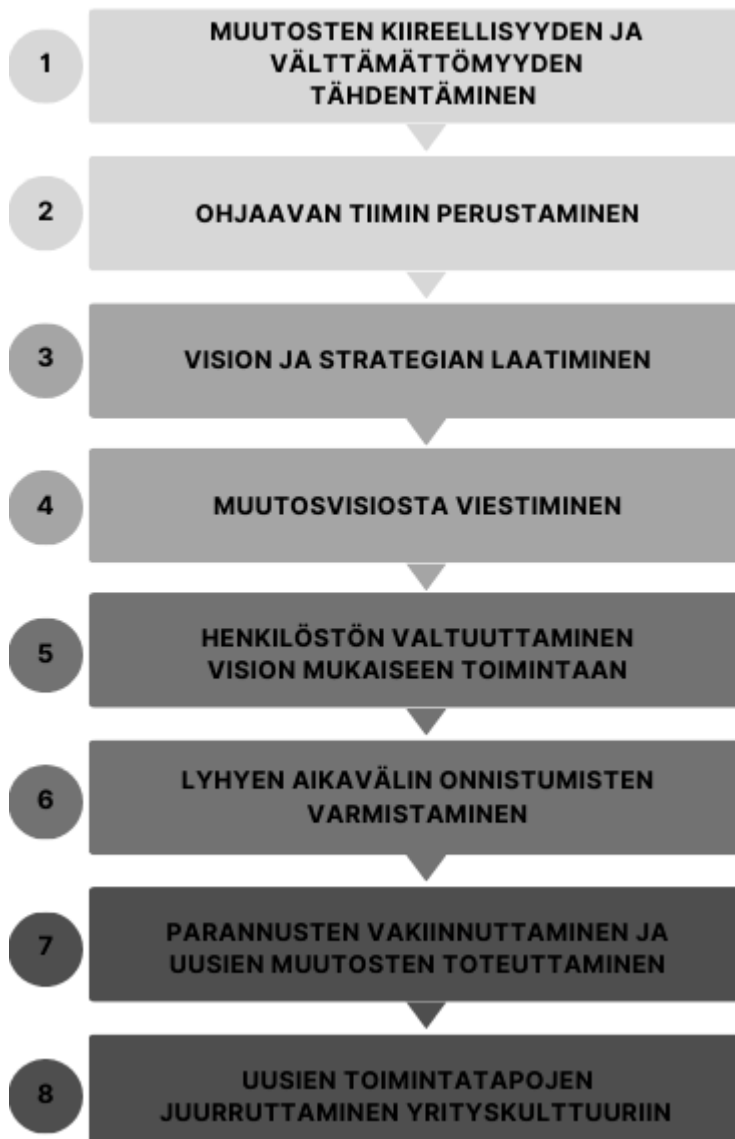 1
MUUTOSTEN KIIREELLISYYDEN JA
VÄLTTÄMÄTTÖMYYDEN
TÄHDENTÄMINEN
2
OHJAAVAN TIIMIN PERUSTAMINEN
3
VISION JA STRATEGIAN LAATIMINEN
4
MUUTOSVISIOSTA VIESTIMINEN
5
HENKILÖSTÖN VALTUUTTAMINEN
VISION MUKAISEEN TOIMINTAAN
6
LYHYEN AIKAVÄLIN ONNISTUMISTEN
VARMISTAMINEN
7
PARANNUSTEN VAKIINNUTTAMINEN JA
UUSIEN MUUTOSTEN TOTEUTTAMINEN
8
UUSIEN TOIMINTATAPOJEN
JUURRUTTAMINEN YRITYSKULTTUURIIN